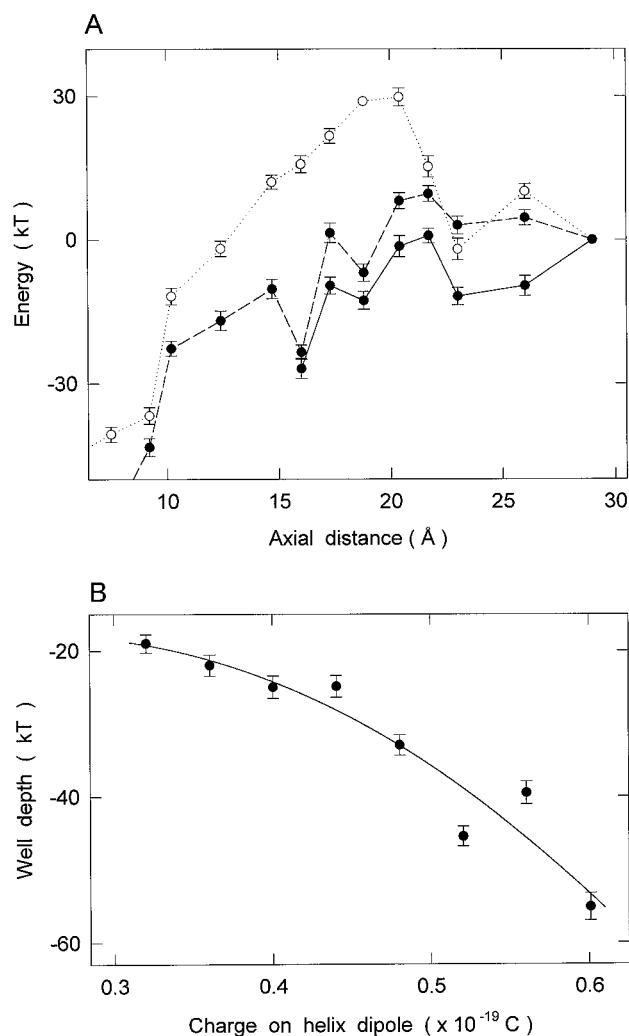 A
30
0
-30
Energy ( kT )
10
15
20
25
30
Axial distance ( Å )
B
-20
-40
-60
Well depth ( kT )
0.3
0.4
0.5
0.6
Charge on helix dipole ( x 10⁻¹⁹ C )